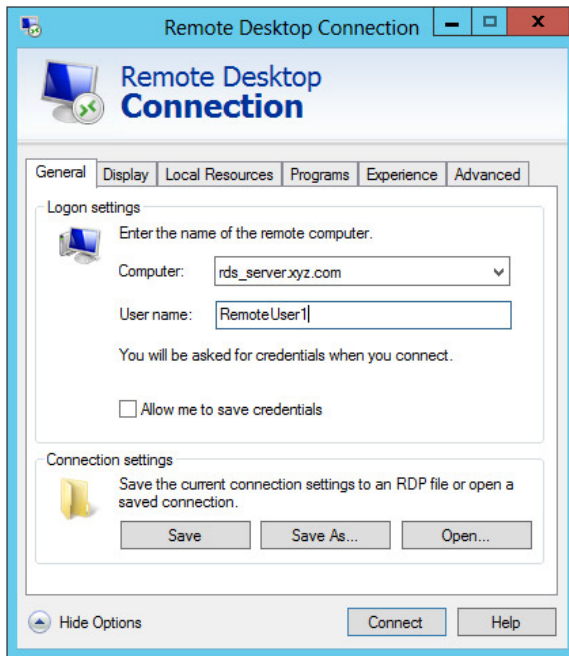 Remote Desktop Connection
Remote Desktop
Connection
General Display Local Resources Programs Experience Advanced
Logon settings
Enter the name of the remote computer.
Computer: rds_server.xyz.com
User name: RemoteUser1
You will be asked for credentials when you connect.
Allow me to save credentials
Connection settings
Save the current connection settings to an RDP file or open a
saved connection.
Save Save As... Open...
Hide Options Connect Help